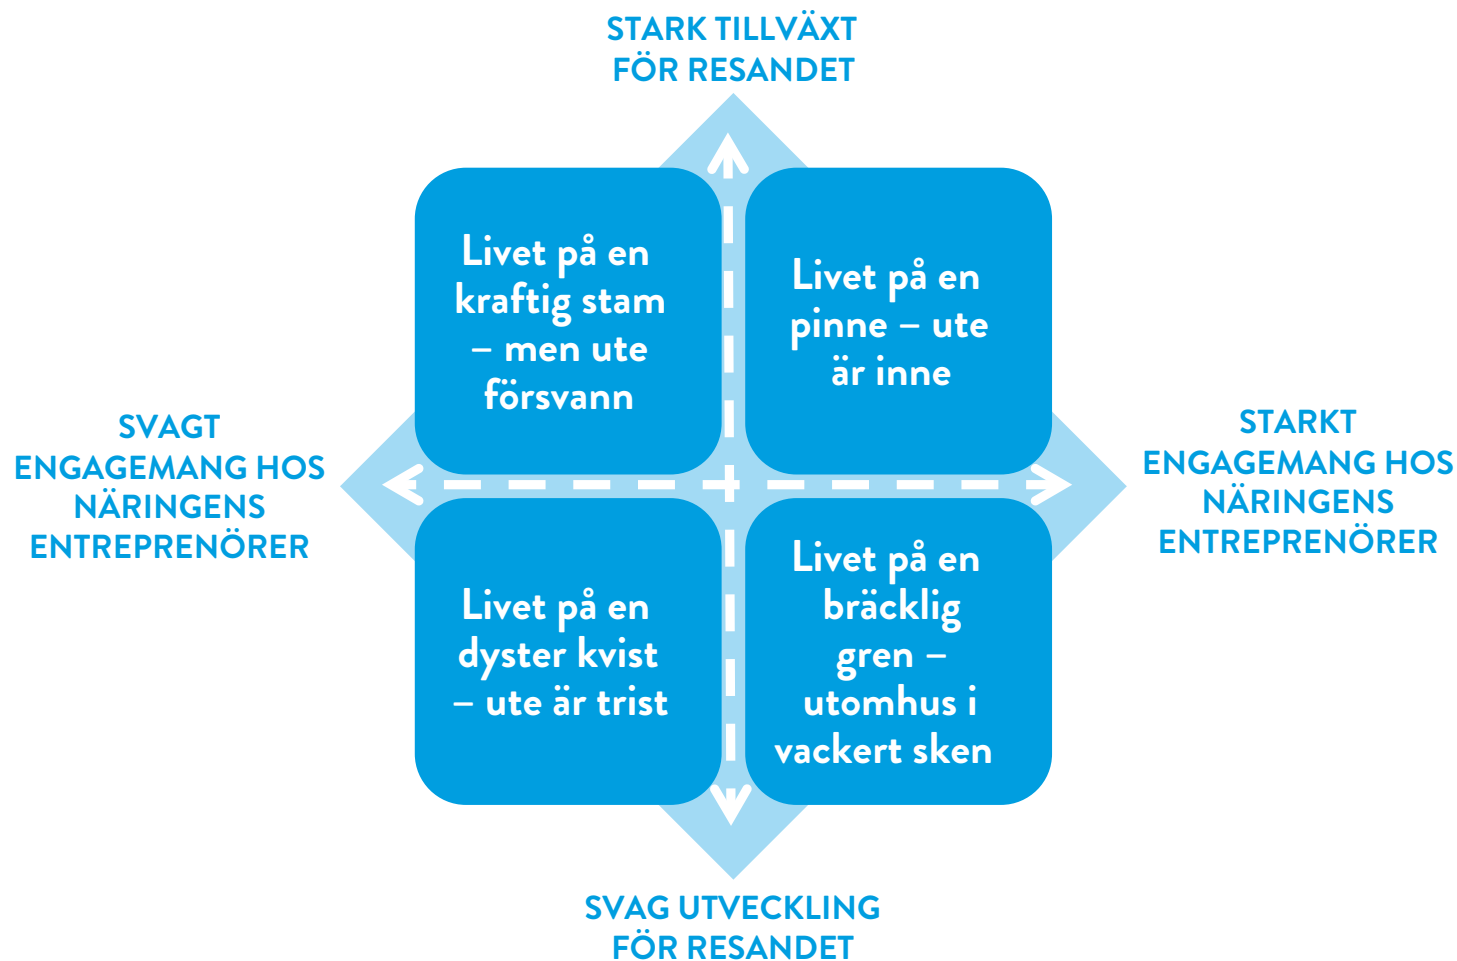 STARK TILLVÄXT
FÖR RESANDET
Livet på en
kraftig stam
– men ute
försvann
Livet på en
pinne – ute
är inne
SVAGT
ENGAGEMANG HOS
NÄRINGENS
ENTREPRENÖRER
STARKT
ENGAGEMANG HOS
NÄRINGENS
ENTREPRENÖRER
Livet på en
dyster kvist
– ute är trist
Livet på en
bräcklig
gren –
utomhus i
vackert sken
SVAG UTVECKLING
FÖR RESANDET